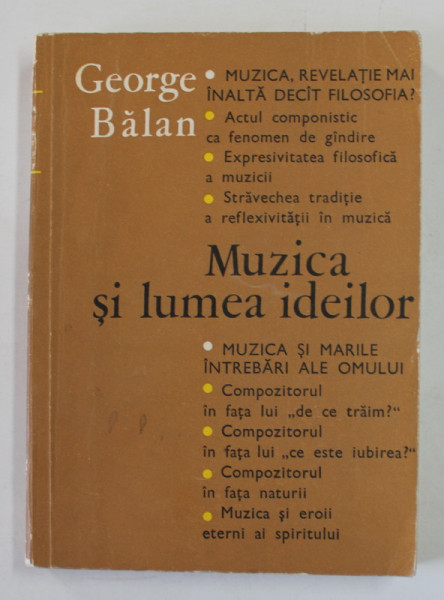 George
Bălan
• MUZICA, REVELAȚIE MAI
ÎNALTĂ DECÎT FILOSOFIA?
• Actul componistic
ca fenomen de gîndire
• Expresivitatea filosofică
a muzicii
• Străvechea tradiție
a reflexivității în muzică
Muzica
și lumea ideilor
• MUZICA ȘI MARILE
ÎNTREBĂRI ALE OMULUI
• Compozitorul
în fața lui „de ce trăim?“
• Compozitorul
în fața lui „ce este iubirea?“
• Compozitorul
în fața naturii
• Muzica și eroii
eterni ai spiritului